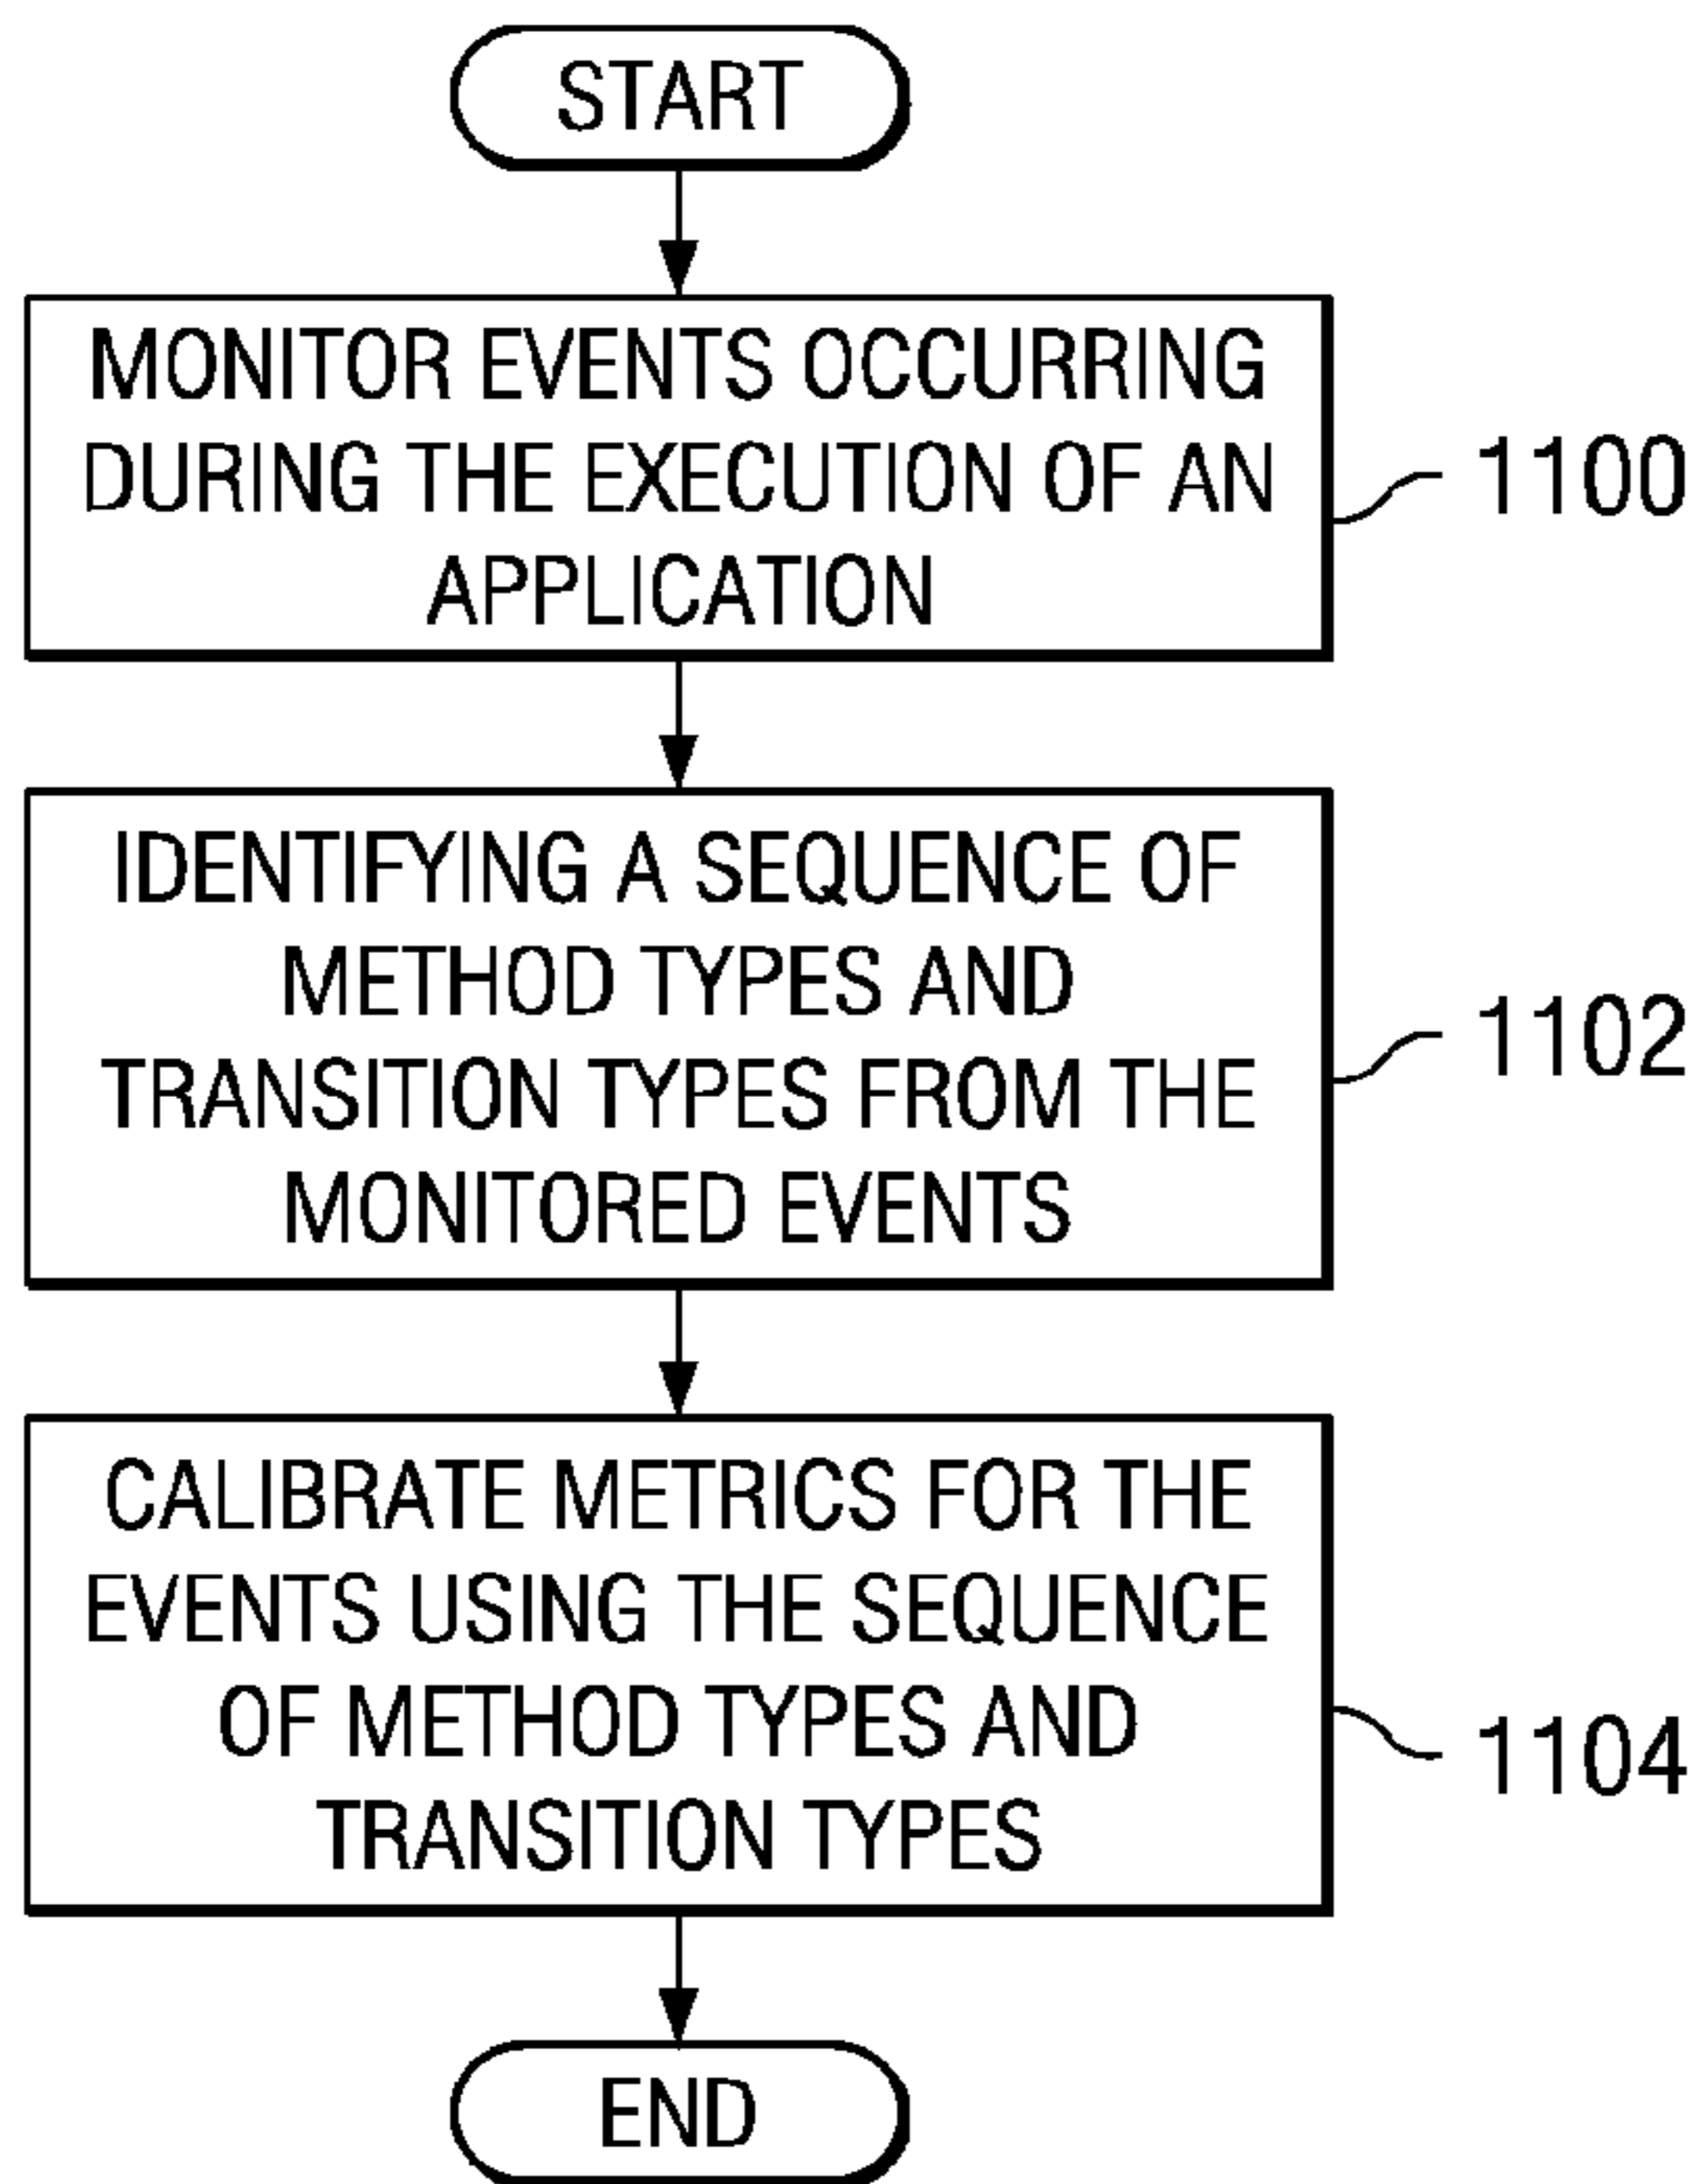 START
MONITOR EVENTS OCCURRING
DURING THE EXECUTION OF AN
APPLICATION
1100
IDENTIFYING A SEQUENCE OF
METHOD TYPES AND
TRANSITION TYPES FROM THE
MONITORED EVENTS
1102
CALIBRATE METRICS FOR THE
EVENTS USING THE SEQUENCE
OF METHOD TYPES AND
TRANSITION TYPES
1104
END